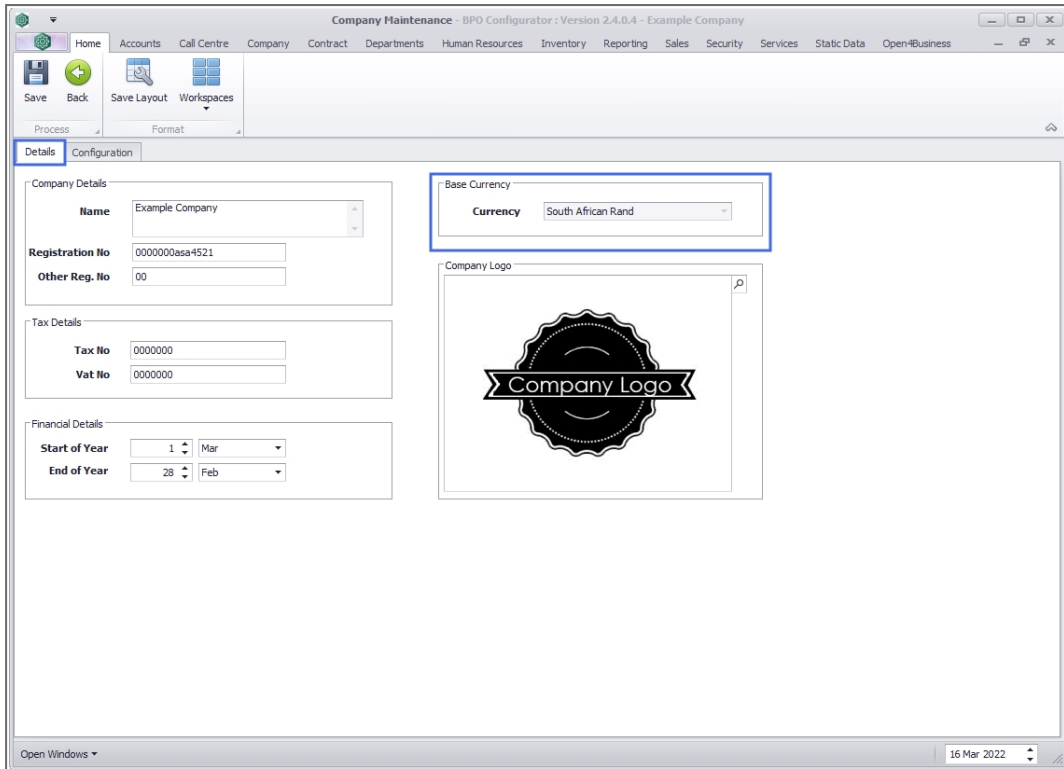 Company Maintenance - BPO Configurator : Version 2.4.0.4 - Example Company
Home Accounts Call Centre Company Contract Departments Human Resources Inventory Reporting Sales Security Services Static Data Open4Business
Save Back Save Layout Workspaces
Process Format
Details Configuration
Company Details
Name Example Company
Registration No 0000000asa4521
Other Reg. No 00
Tax Details
Tax No 0000000
Vat No 0000000
Financial Details
Start of Year 1 Mar
End of Year 28 Feb
Base Currency
Currency South African Rand
Company Logo
Company Logo
Open Windows 16 Mar 2022